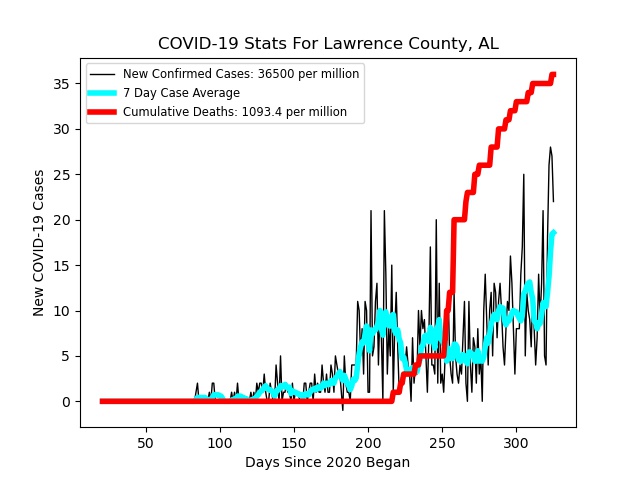 COVID-19 Stats For Lawrence County, AL
New Confirmed Cases: 36500 per million
7 Day Case Average
Cumulative Deaths: 1093.4 per million
New COVID-19 Cases
35
30
25
20
15
10
5
0
50
100
150
200
250
300
Days Since 2020 Began